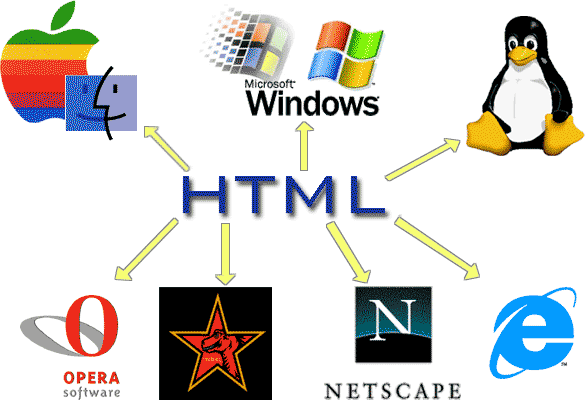 Microsoft
Windows
HTML
OPERA
software
N
NETSCAPE